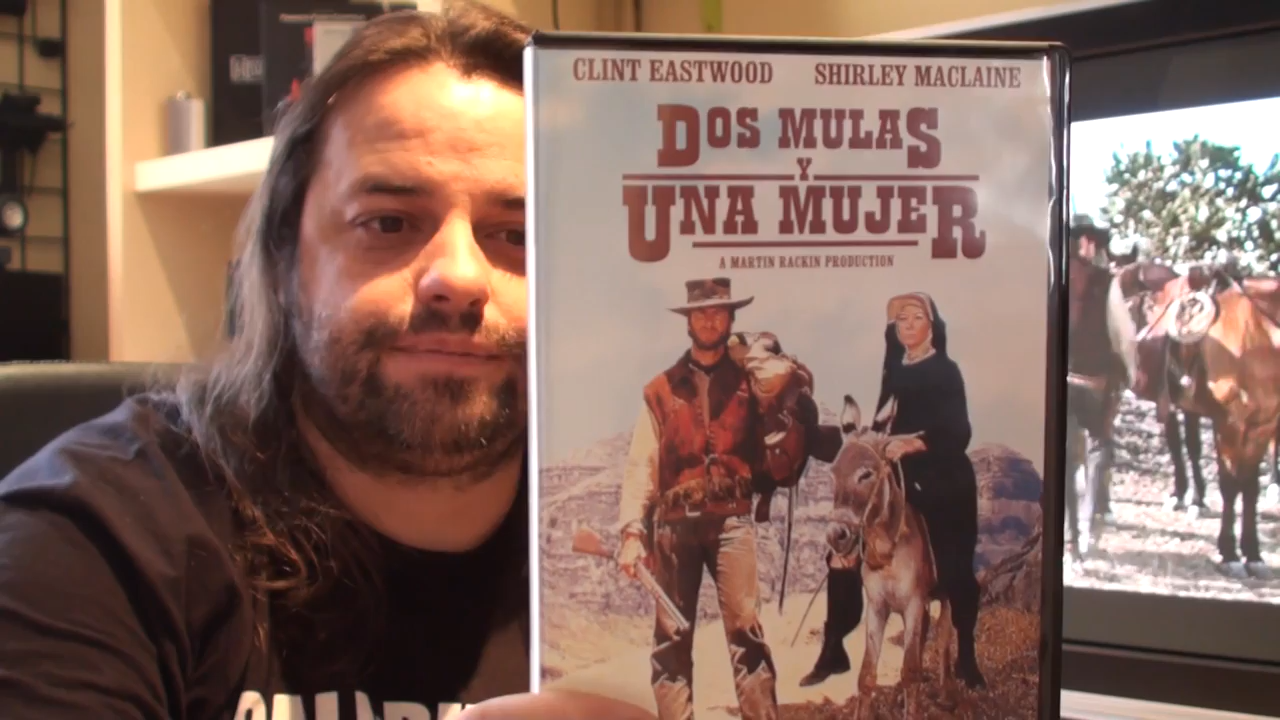 CLINT EASTWOOD SHIRLEY MACLAINE
DOS MULAS
Y
UNA MUJER
A MARTIN RACKIN PRODUCTION